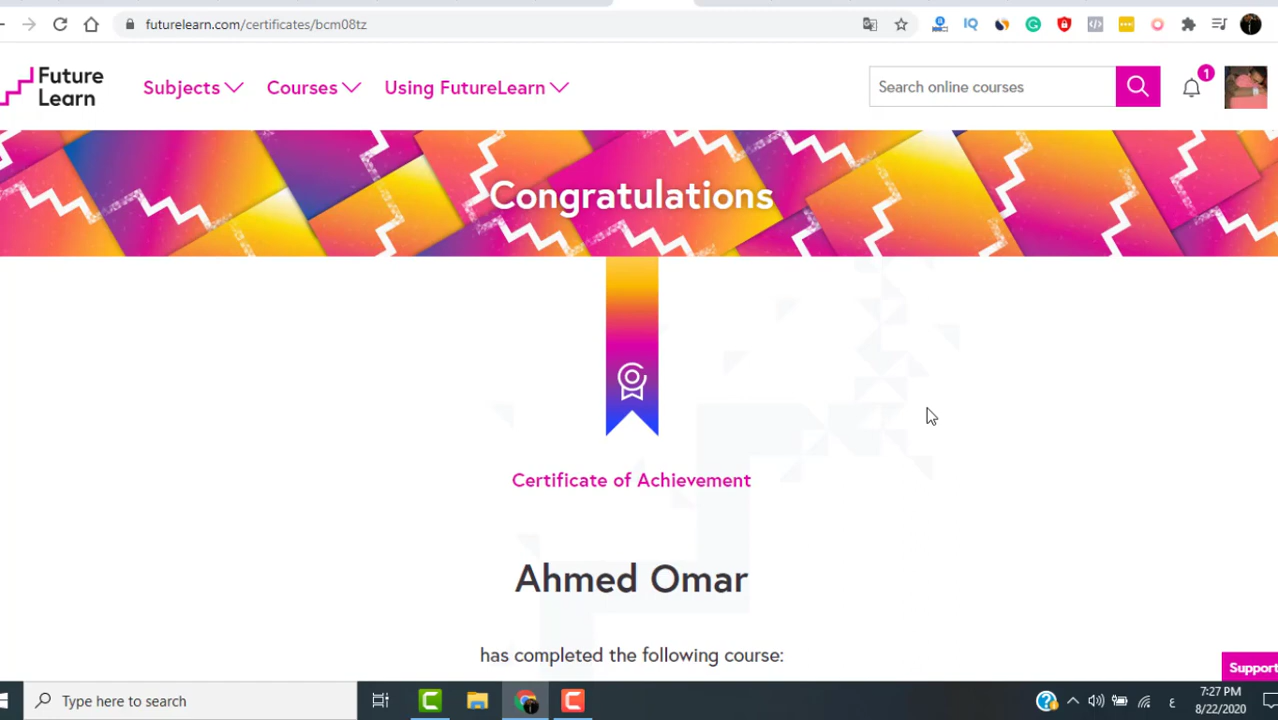 futurelearn.com/certificates/bcm08tz
IQ
Future
Learn
Subjects
Courses
Using FutureLearn
Search online courses
1
Congratulations
Certificate of Achievement
Ahmed Omar
has completed the following course:
Support
Type here to search
ع
7:27 PM
8/22/2020